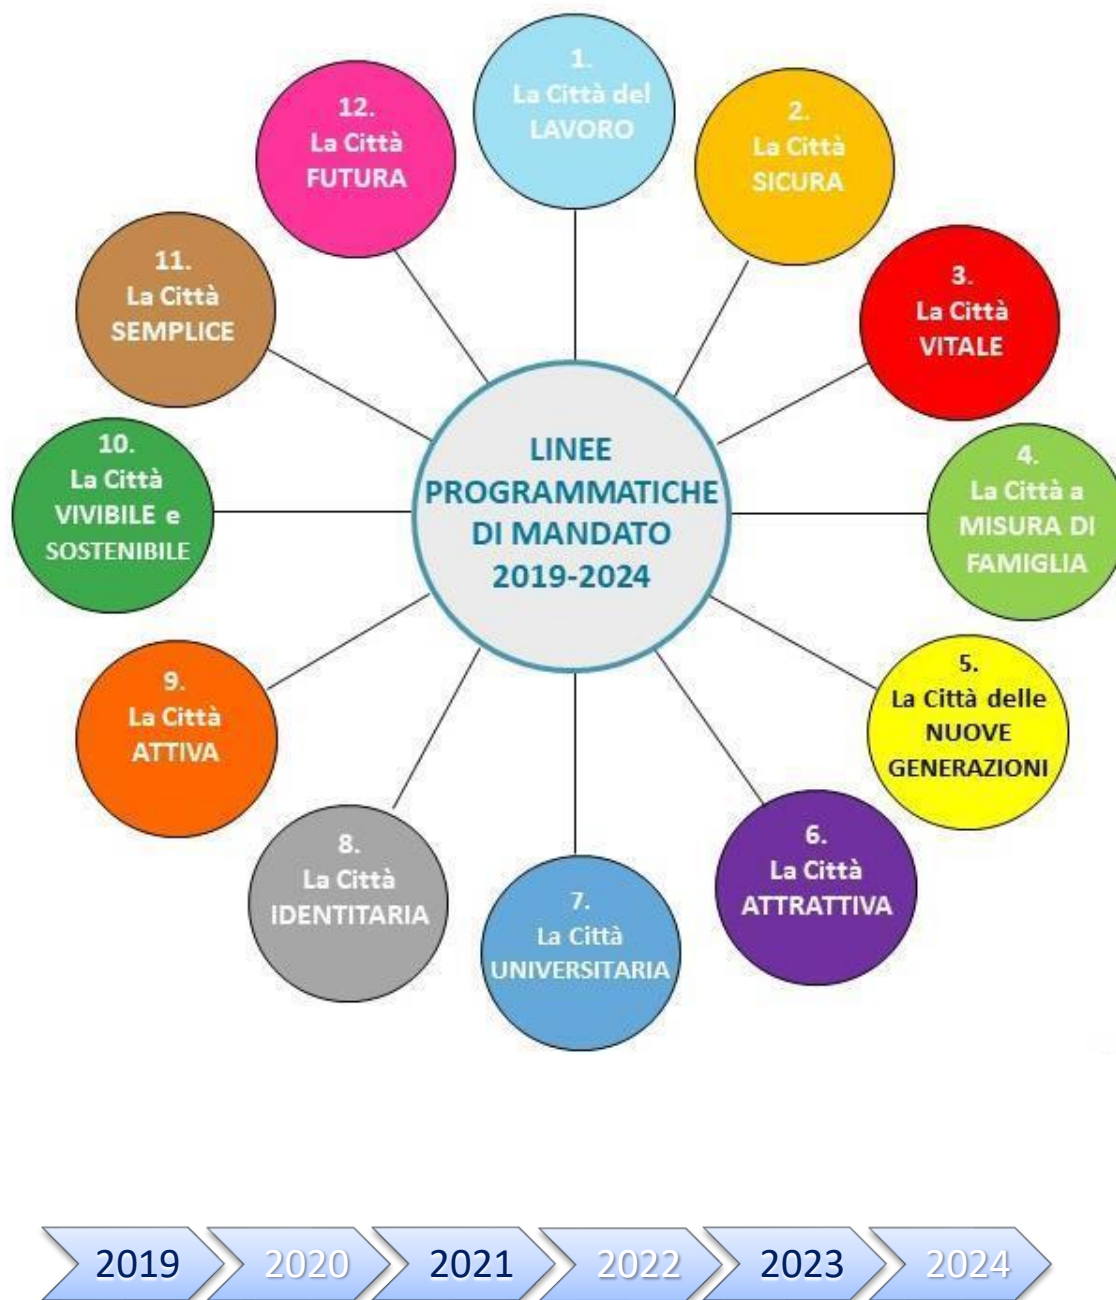 1.
La Città del
LAVORO
2.
La Città
SICURA
3.
La Città
VITALE
4.
La Città a
MISURA DI
FAMIGLIA
5.
La Città delle
NUOVE
GENERAZIONI
6.
La Città
ATTRATTIVA
7.
La Città
UNIVERSITARIA
8.
La Città
IDENTITARIA
9.
La Città
ATTIVA
10.
La Città
VIVIBILE e
SOSTENIBILE
11.
La Città
SEMPLICE
12.
La Città
FUTURA
LINEE
PROGRAMMATICHE
DI MANDATO
2019-2024
2019 2020 2021 2022 2023 2024